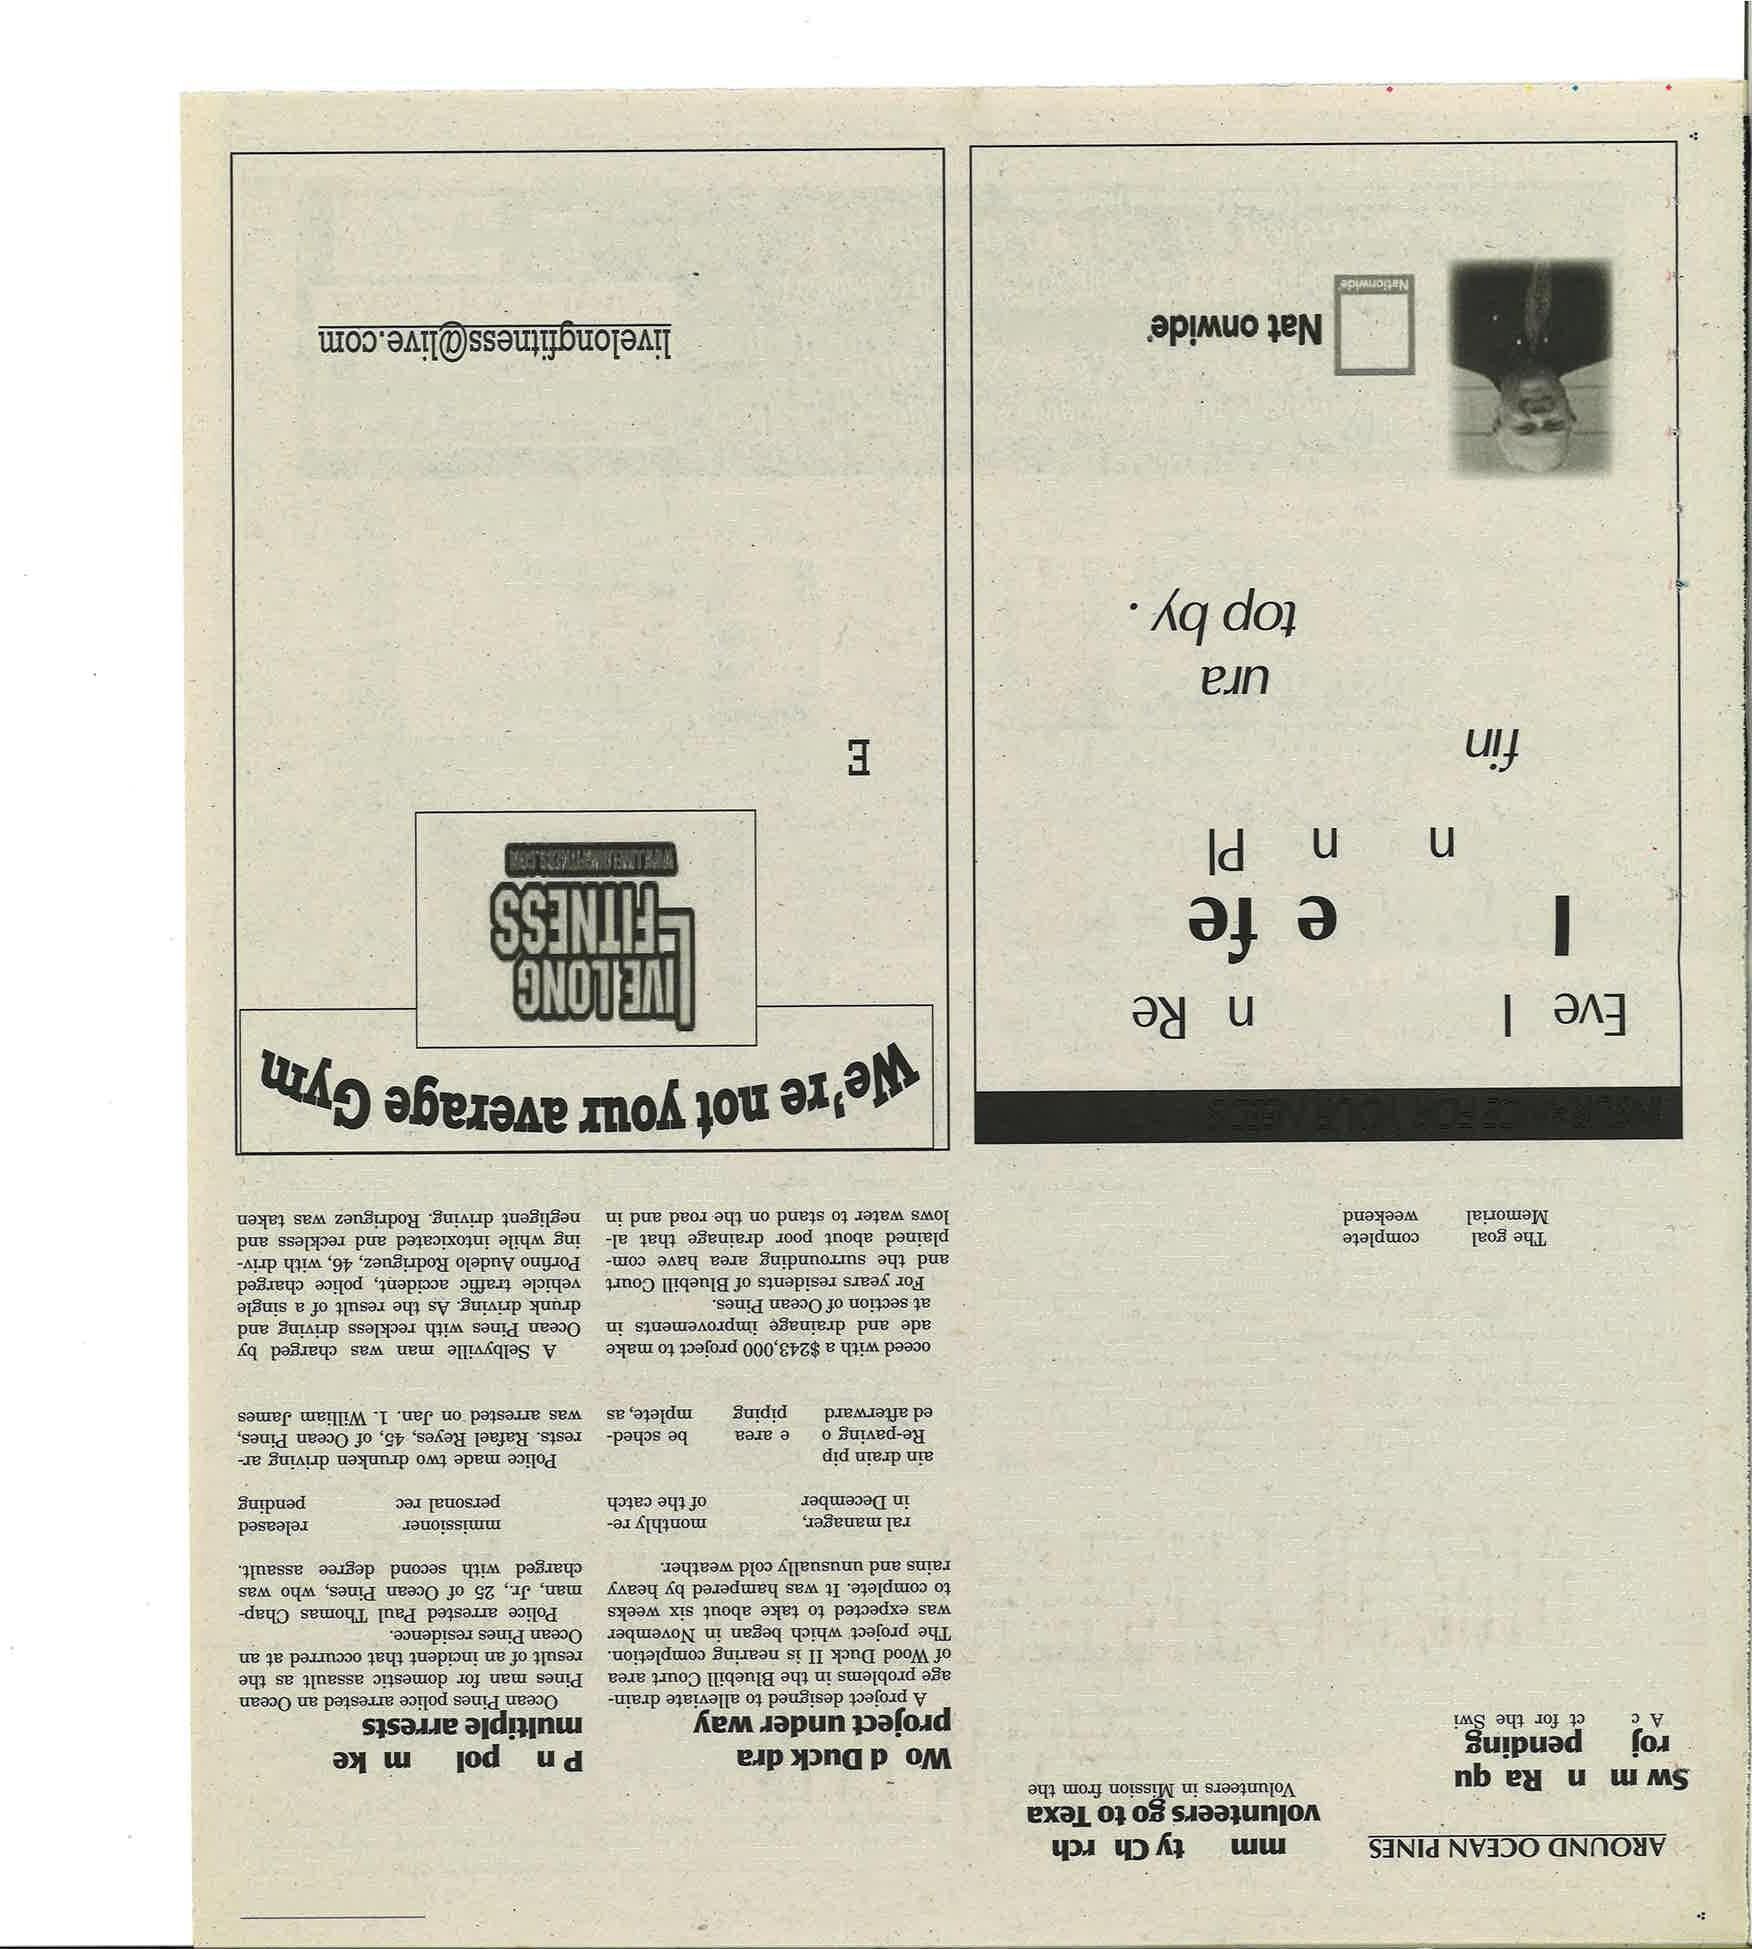 AROUND OCEAN PINES
Sw m n Ra qu
roj pending
A c ct for the Swi
The goal complete
Memorial weekend
mm ty Ch rch
volunteers go to Texa
Volunteers in Mission from the
Wo d Duck dra
project under way
A project designed to alleviate drain-
age problems in the Bluebill Court area
of Wood Duck II is nearing completion.
The project which began in November
was expected to take about six weeks
to complete. It was hampered by heavy
rains and unusually cold weather.
ral manager, monthly re-
in December of the catch
ain drain pip
Re-paving o e area be sched-
ed afterward piping mplete, as
oceed with a $243,000 project to make
ade and drainage improvements in
at section of Ocean Pines.
For years residents of Bluebill Court
and the surrounding area have com-
plained about poor drainage that al-
lows water to stand on the road and in
P n pol m ke
multiple arrests
Ocean Pines police arrested an Ocean
Pines man for domestic assault as the
result of an incident that occurred at an
Ocean Pines residence.
Police arrested Paul Thomas Chap-
man, Jr., 25 of Ocean Pines, who was
charged with second degree assault.
mmissioner released
personal rec pending
Police made two drunken driving ar-
rests. Rafael Reyes, 45, of Ocean Pines,
was arrested on Jan. 1. William James
A Selbyville man was charged by
Ocean Pines with reckless driving and
drunk driving. As the result of a single
vehicle traffic accident, police charged
Porfino Audelo Rodriguez, 46, with driv-
ing while intoxicated and reckless and
negligent driving. Rodriguez was taken
Eve l n Re
I e fe
n n Pl
fin
ura
top by .
Nat onwide®
Nationwide®
We're not your average Gym
LIVE LONG
FITNESS
E
livelongfitness@live.com